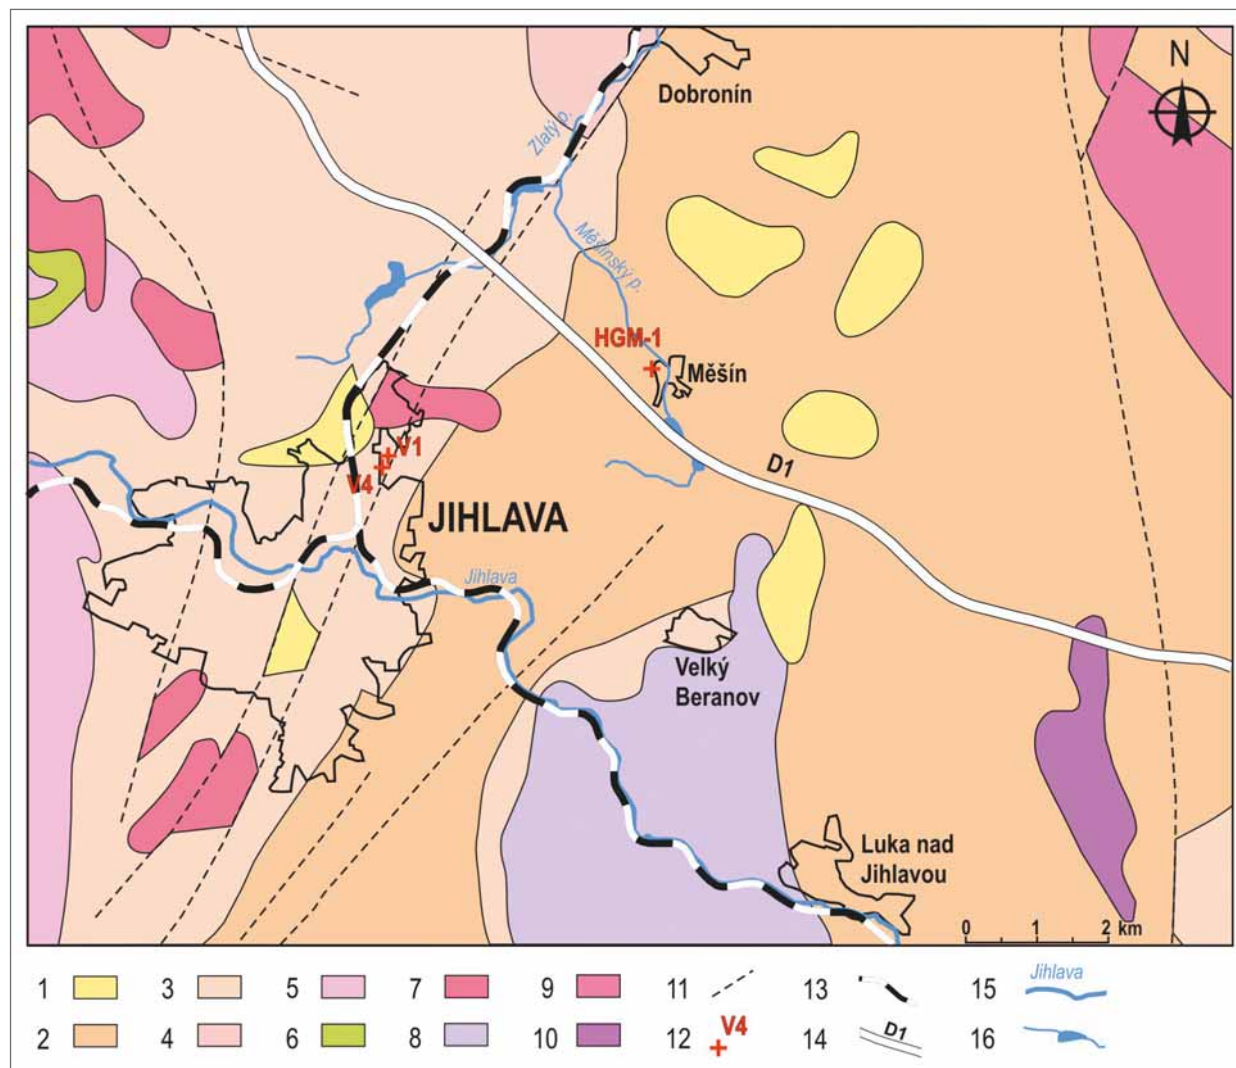 N
Dobronín
Zlatý p.
Měšínský p.
HGM-1
Měšín
V1
V4
D1
JIHLAVA
Jihlava
Velký
Beranov
Luka nad
Jihlavou
0 1 2 km
1 3 5 7 9 11 13 15 Jihlava
2 4 6 8 10 12 V4 14 D1 16